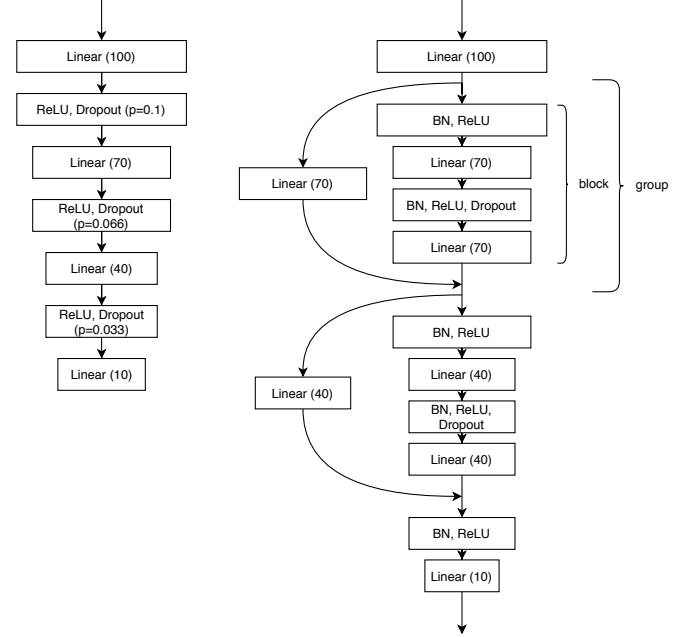 Linear (100)
ReLU, Dropout (p=0.1)
Linear (70)
ReLU, Dropout
(p=0.066)
Linear (40)
ReLU, Dropout
(p=0.033)
Linear (10)
Linear (100)
BN, ReLU
Linear (70)
Linear (70)
BN, ReLU, Dropout
Linear (70)
block
group
BN, ReLU
Linear (40)
Linear (40)
BN, ReLU,
Dropout
Linear (40)
BN, ReLU
Linear (10)